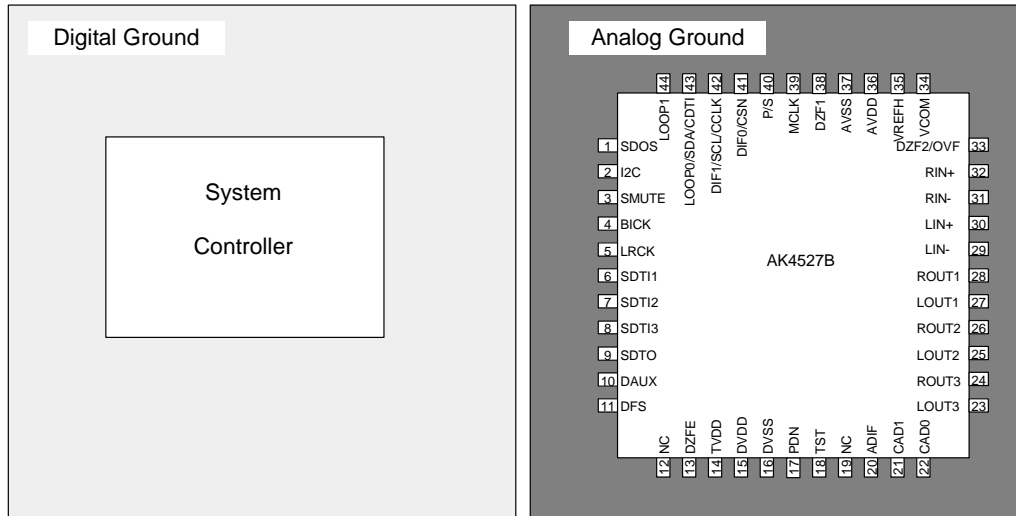 Digital Ground
System
Controller
Analog Ground
44 LOOP1
43 LOOP0/SDA/CDTI
42 DIF1/SCL/CCLK
41 DIF0/CSN
40 P/S
39 MCLK
38 DZF1
37 AVSS
36 AVDD
35 VREFH
34 VCOM
1 SDOS
2 I2C
3 SMUTE
4 BICK
5 LRCK
6 SDTI1
7 SDTI2
8 SDTI3
9 SDTO
10 DAUX
11 DFS
AK4527B
DZF2/OVF 33
RIN+ 32
RIN- 31
LIN+ 30
LIN- 29
ROUT1 28
LOUT1 27
ROUT2 26
LOUT2 25
ROUT3 24
LOUT3 23
12 NC
13 DZFE
14 TVDD
15 DVDD
16 DVSS
17 PDN
18 TST
19 NC
20 ADIF
21 CAD1
22 CAD0